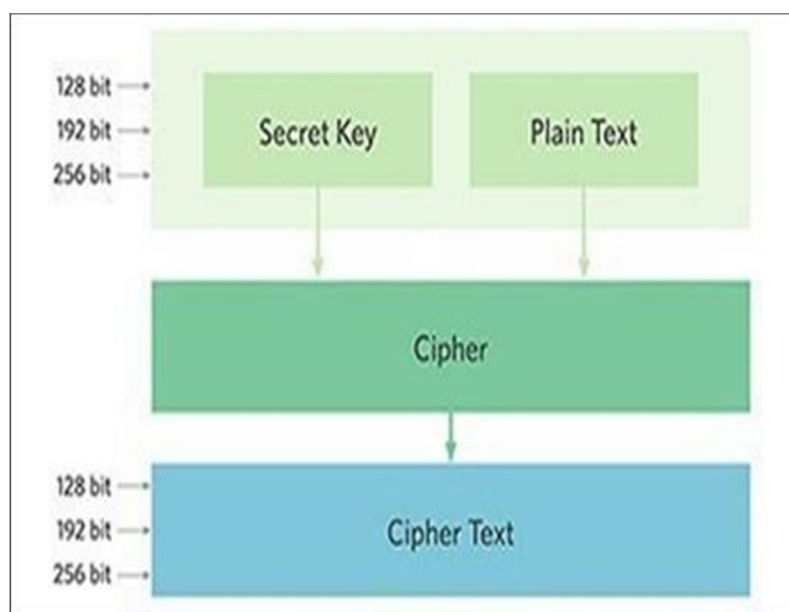 128 bit
192 bit
256 bit
Secret Key
Plain Text
Cipher
128 bit
192 bit
256 bit
Cipher Text